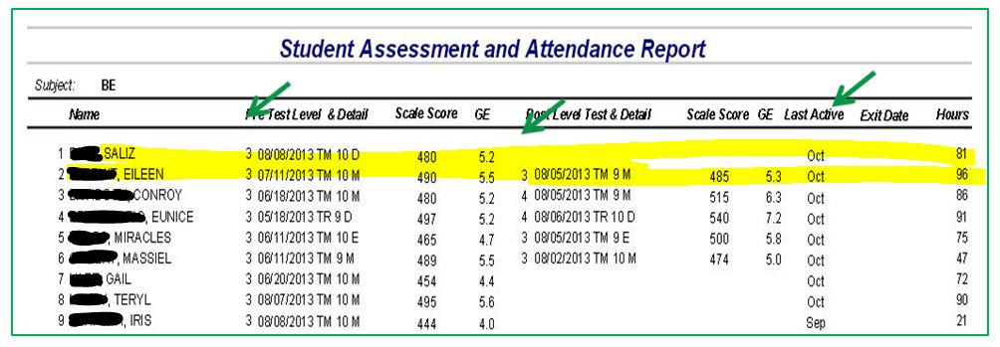 Student Assessment and Attendance Report
Subject: BE
Name Pre Test Level & Detail Scale Score GE Post Level Test & Detail Scale Score GE Last Active Exit Date Hours
1 SALIZ 3 08/08/2013 TM 10 D 480 5.2 Oct 81
2 , EILEEN 3 07/11/2013 TM 10 M 490 5.5 3 08/05/2013 TM 9 M 485 5.3 Oct 96
3 CONROY 3 06/18/2013 TM 10 M 480 5.2 4 08/05/2013 TM 9 M 515 6.3 Oct 86
4 , EUNICE 3 05/18/2013 TR 9 D 497 5.2 4 08/06/2013 TR 10 D 540 7.2 Oct 91
5 , MIRACLES 3 06/11/2013 TM 10 E 465 4.7 3 08/05/2013 TM 9 E 500 5.8 Oct 75
6 , MASSIEL 3 06/11/2013 TM 9 M 489 5.5 3 08/02/2013 TM 10 M 474 5.0 Oct 47
7 GAIL 3 06/20/2013 TM 10 M 454 4.4 Oct 72
8 , TERYL 3 08/07/2013 TM 10 M 495 5.6 Oct 90
9 , IRIS 3 08/08/2013 TM 10 M 444 4.0 Sep 21